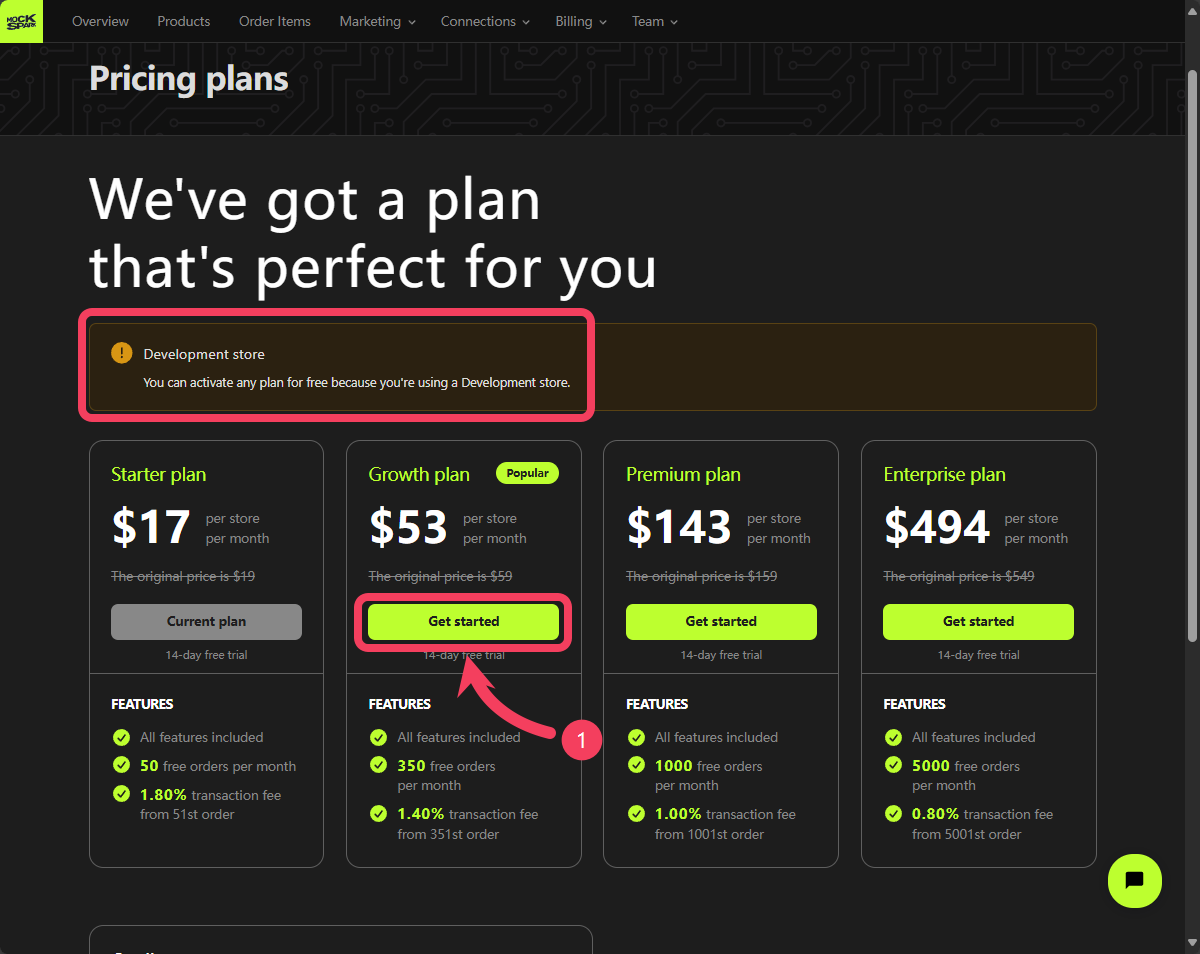 MOCK
SPARK
Overview Products Order Items Marketing Connections Billing Team
Pricing plans
We've got a plan
that's perfect for you
!
Development store
You can activate any plan for free because you're using a Development store.
Starter plan
$17 per store
per month
The original price is $19
Current plan
14-day free trial
FEATURES
All features included
50 free orders per month
1.80% transaction fee
from 51st order
Growth plan Popular
$53 per store
per month
The original price is $59
Get started
14-day free trial
1
FEATURES
All features included
350 free orders
per month
1.40% transaction fee
from 351st order
Premium plan
$143 per store
per month
The original price is $159
Get started
14-day free trial
FEATURES
All features included
1000 free orders
per month
1.00% transaction fee
from 1001st order
Enterprise plan
$494 per store
per month
The original price is $549
Get started
14-day free trial
FEATURES
All features included
5000 free orders
per month
0.80% transaction fee
from 5001st order